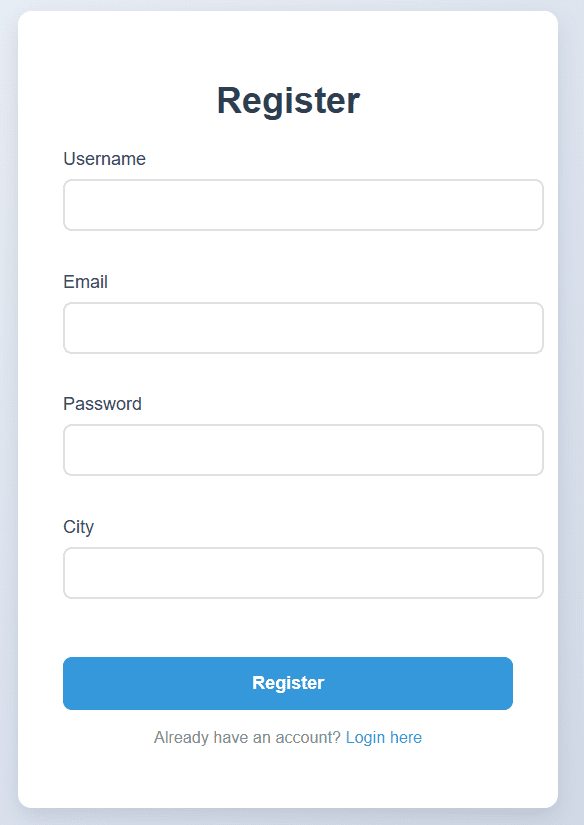 Register
Username
Email
Password
City
Register
Already have an account? Login here